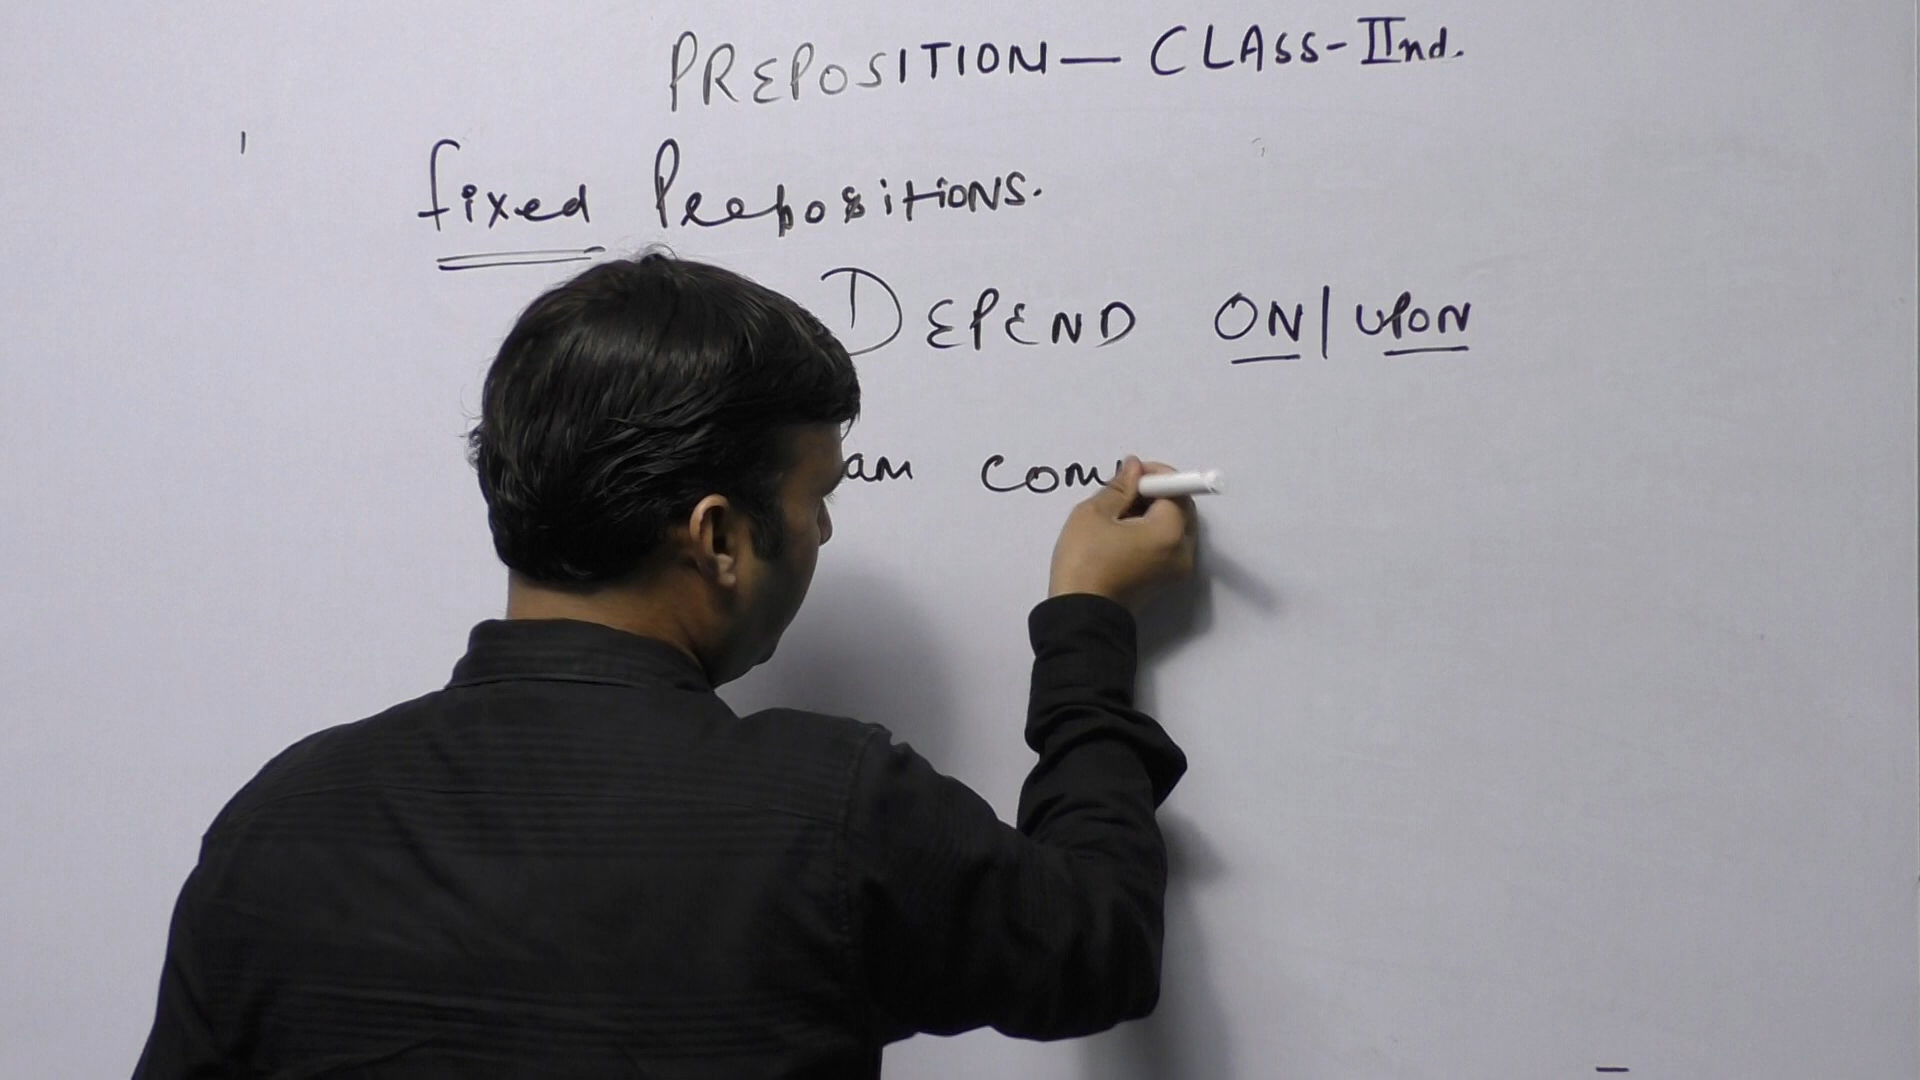 PREPOSITION — CLASS-IInd.
fixed Prepositions.
DEPEND ON/UPON
am com